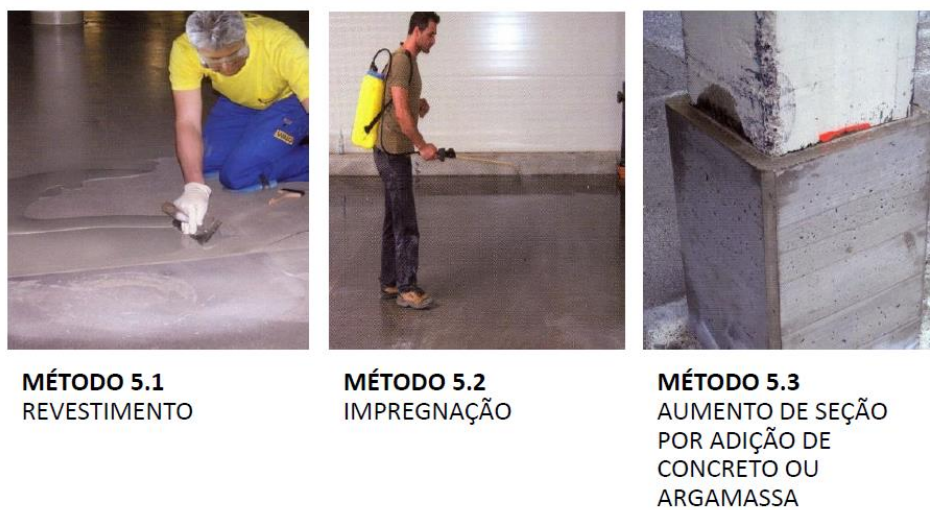 MÉTODO 5.1
REVESTIMENTO
MÉTODO 5.2
IMPREGNAÇÃO
MÉTODO 5.3
AUMENTO DE SEÇÃO
POR ADIÇÃO DE
CONCRETO OU
ARGAMASSA